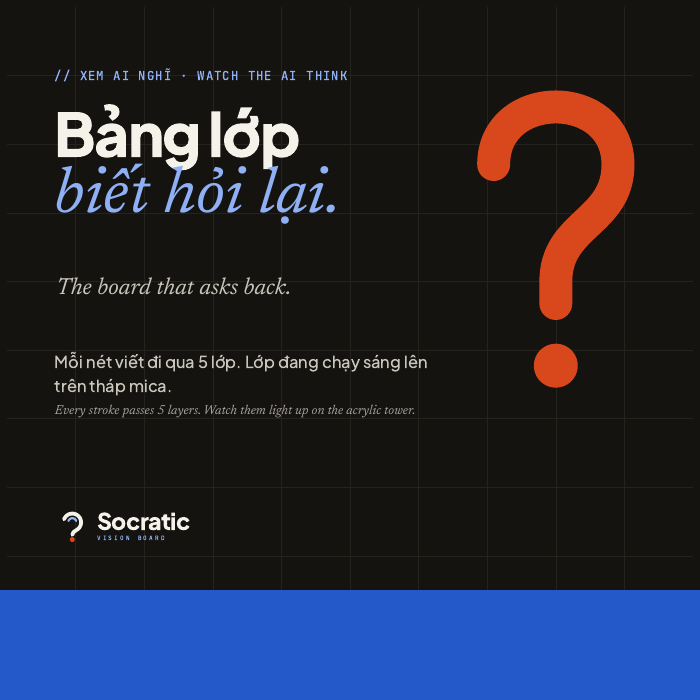 // XEM AI NGHĨ · WATCH THE AI THINK
Bảng lớp
biết hỏi lại.
The board that asks back.
Mỗi nét viết đi qua 5 lớp. Lớp đang chạy sáng lên
trên tháp mica.
Every stroke passes 5 layers. Watch them light up on the acrylic tower.
Socratic
VISION BOARD